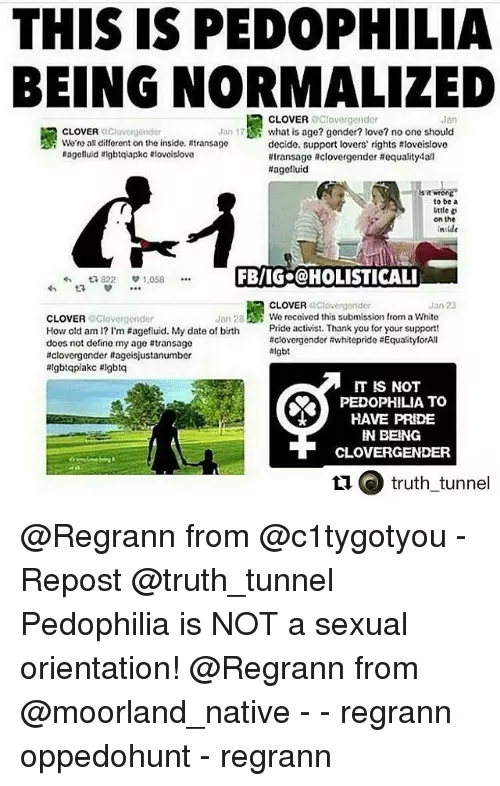 THIS IS PEDOPHILIA
BEING NORMALIZED
CLOVER @Clovergender Jan 17
We're all different on the inside. #transage
#agefluid #lgbtqiapkc #loveislove
822 1,058
CLOVER @Clovergender Jan
what is age? gender? love? no one should
decide. support lovers' rights #loveislove
#transage #clovergender #equality4all
#agefluid
is it wrong
to be a
little gi
on the
inside
FB/IG•@HOLISTICALI
CLOVER @Clovergender Jan 28
How old am I? I'm #agefluid. My date of birth
does not define my age #transage
#clovergender #ageisjustanumber
#lgbtqpiakc #lgbtq
CLOVER @Clovergender Jan 23
We received this submission from a White
Pride activist. Thank you for your support!
#clovergender #whitepride #EqualityforAll
#lgbt
IT IS NOT
PEDOPHILIA TO
HAVE PRIDE
IN BEING
CLOVERGENDER
truth_tunnel
@Regrann from @c1tygotyou -
Repost @truth_tunnel
Pedophilia is NOT a sexual
orientation! @Regrann from
@moorland_native - - regrann
oppedohunt - regrann